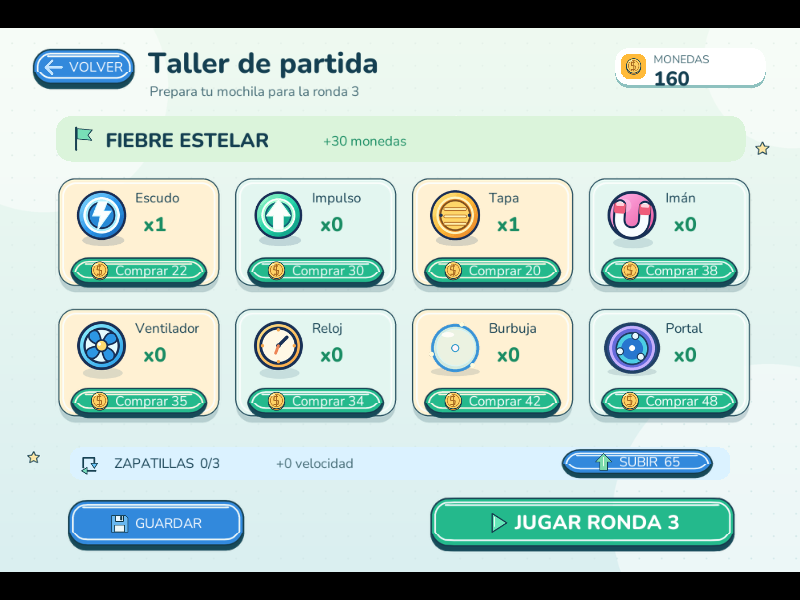 VOLVER
Taller de partida
Prepara tu mochila para la ronda 3
MONEDAS
160
FIEBRE ESTELAR
+30 monedas
Escudo
x1
Comprar 22
Impulso
x0
Comprar 30
Tapa
x1
Comprar 20
Imán
x0
Comprar 38
Ventilador
x0
Comprar 35
Reloj
x0
Comprar 34
Burbuja
x0
Comprar 42
Portal
x0
Comprar 48
ZAPATILLAS 0/3
+0 velocidad
SUBIR 65
GUARDAR
JUGAR RONDA 3